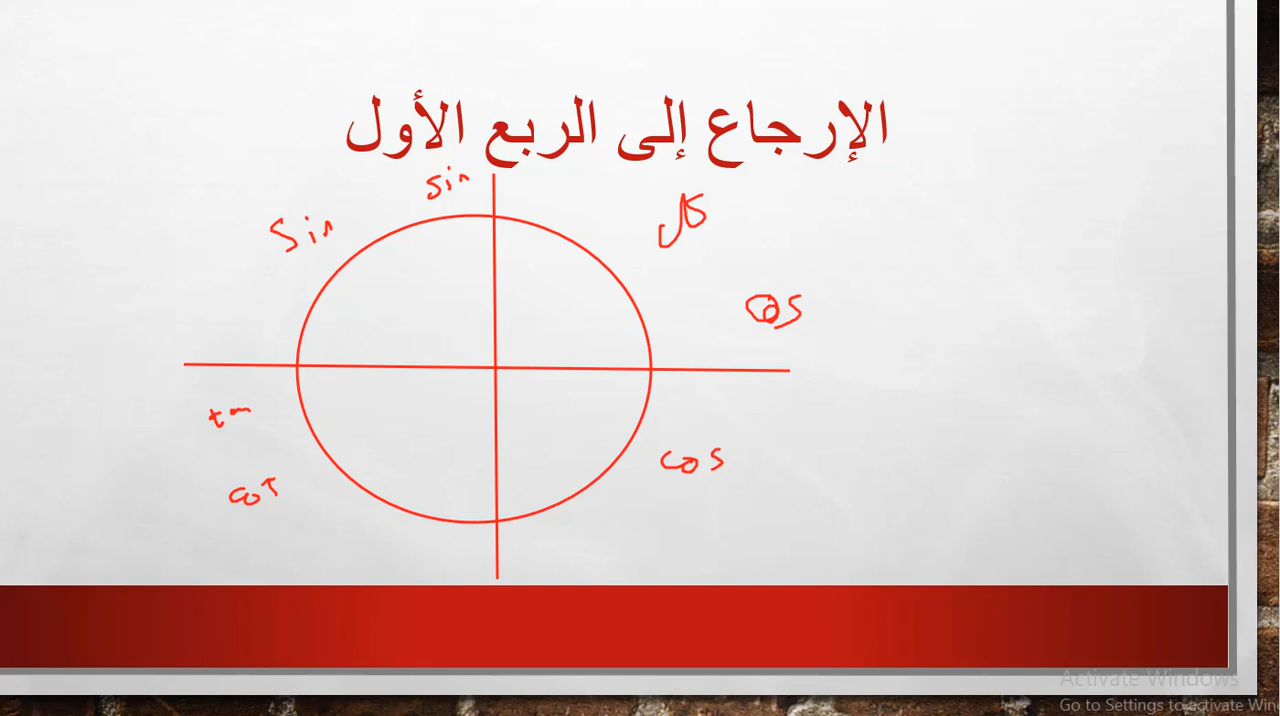 الإرجاع إلى الربع الأول
sin
كل
sin
cos
tan
cos
cot
Activate Windows
Go to Settings to activate Win